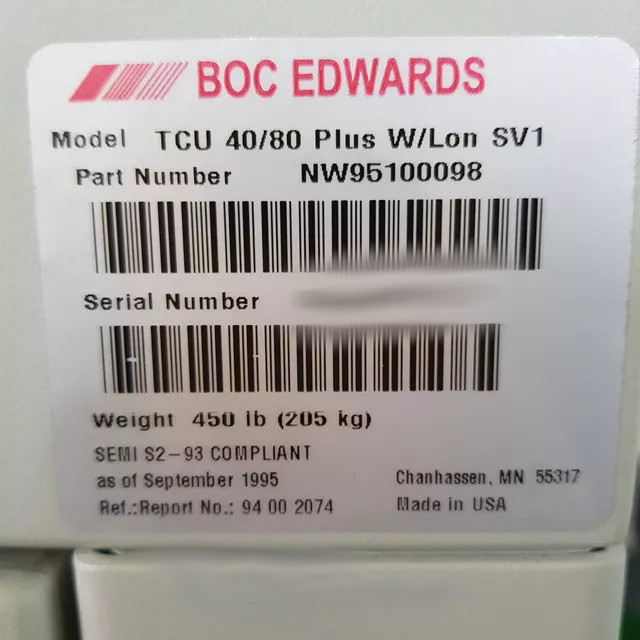 BOC EDWARDS
Model TCU 40/80 Plus W/Lon SV1
Part Number NW95100098
Serial Number
Weight 450 lb (205 kg)
SEMI S2-93 COMPLIANT
as of September 1995 Chanhassen, MN 55317
Ref.:Report No.: 94 00 2074 Made in USA